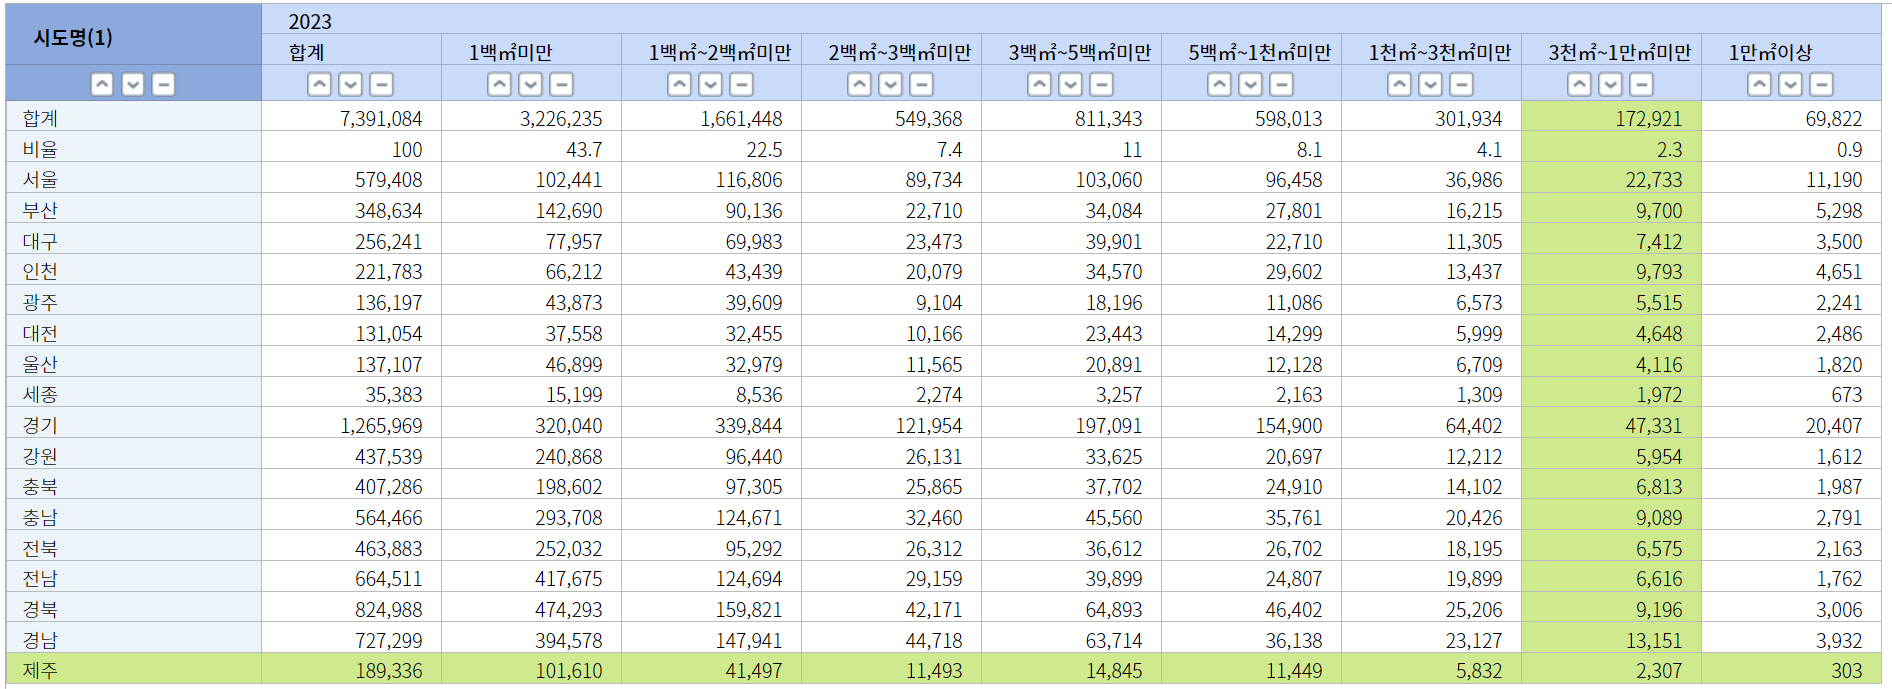 시도명(1) 2023
합계 1백㎡미만 1백㎡~2백㎡미만 2백㎡~3백㎡미만 3백㎡~5백㎡미만 5백㎡~1천㎡미만 1천㎡~3천㎡미만 3천㎡~1만㎡미만 1만㎡이상
합계 7,391,084 3,226,235 1,661,448 549,368 811,343 598,013 301,934 172,921 69,822
비율 100 43.7 22.5 7.4 11 8.1 4.1 2.3 0.9
서울 579,408 102,441 116,806 89,734 103,060 96,458 36,986 22,733 11,190
부산 348,634 142,690 90,136 22,710 34,084 27,801 16,215 9,700 5,298
대구 256,241 77,957 69,983 23,473 39,901 22,710 11,305 7,412 3,500
인천 221,783 66,212 43,439 20,079 34,570 29,602 13,437 9,793 4,651
광주 136,197 43,873 39,609 9,104 18,196 11,086 6,573 5,515 2,241
대전 131,054 37,558 32,455 10,166 23,443 14,299 5,999 4,648 2,486
울산 137,107 46,899 32,979 11,565 20,891 12,128 6,709 4,116 1,820
세종 35,383 15,199 8,536 2,274 3,257 2,163 1,309 1,972 673
경기 1,265,969 320,040 339,844 121,954 197,091 154,900 64,402 47,331 20,407
강원 437,539 240,868 96,440 26,131 33,625 20,697 12,212 5,954 1,612
충북 407,286 198,602 97,305 25,865 37,702 24,910 14,102 6,813 1,987
충남 564,466 293,708 124,671 32,460 45,560 35,761 20,426 9,089 2,791
전북 463,883 252,032 95,292 26,312 36,612 26,702 18,195 6,575 2,163
전남 664,511 417,675 124,694 29,159 39,899 24,807 19,899 6,616 1,762
경북 824,988 474,293 159,821 42,171 64,893 46,402 25,206 9,196 3,006
경남 727,299 394,578 147,941 44,718 63,714 36,138 23,127 13,151 3,932
제주 189,336 101,610 41,497 11,493 14,845 11,449 5,832 2,307 303